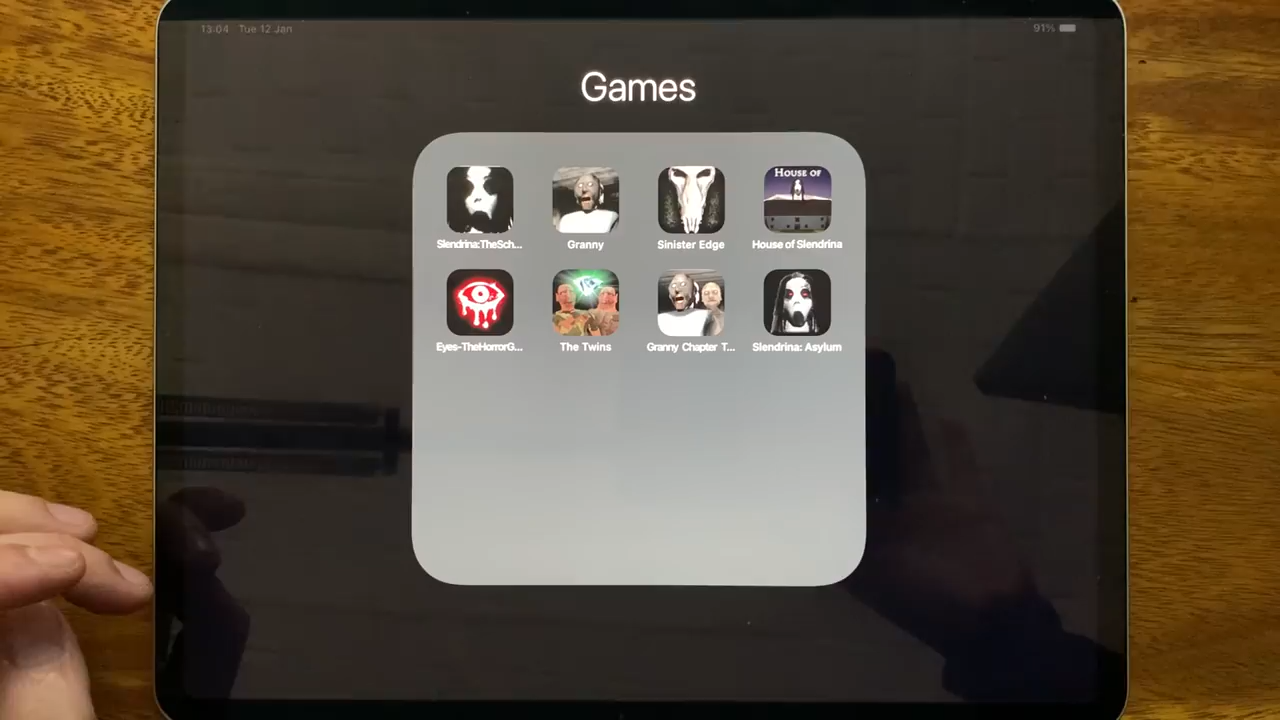 13:04 Tue 12 Jan
91%
Games
HOUSE OF
Slendrina:TheSch...
Granny
Sinister Edge
House of Slendrina
Eyes-TheHorrorG...
The Twins
Granny Chapter T...
Slendrina: Asylum